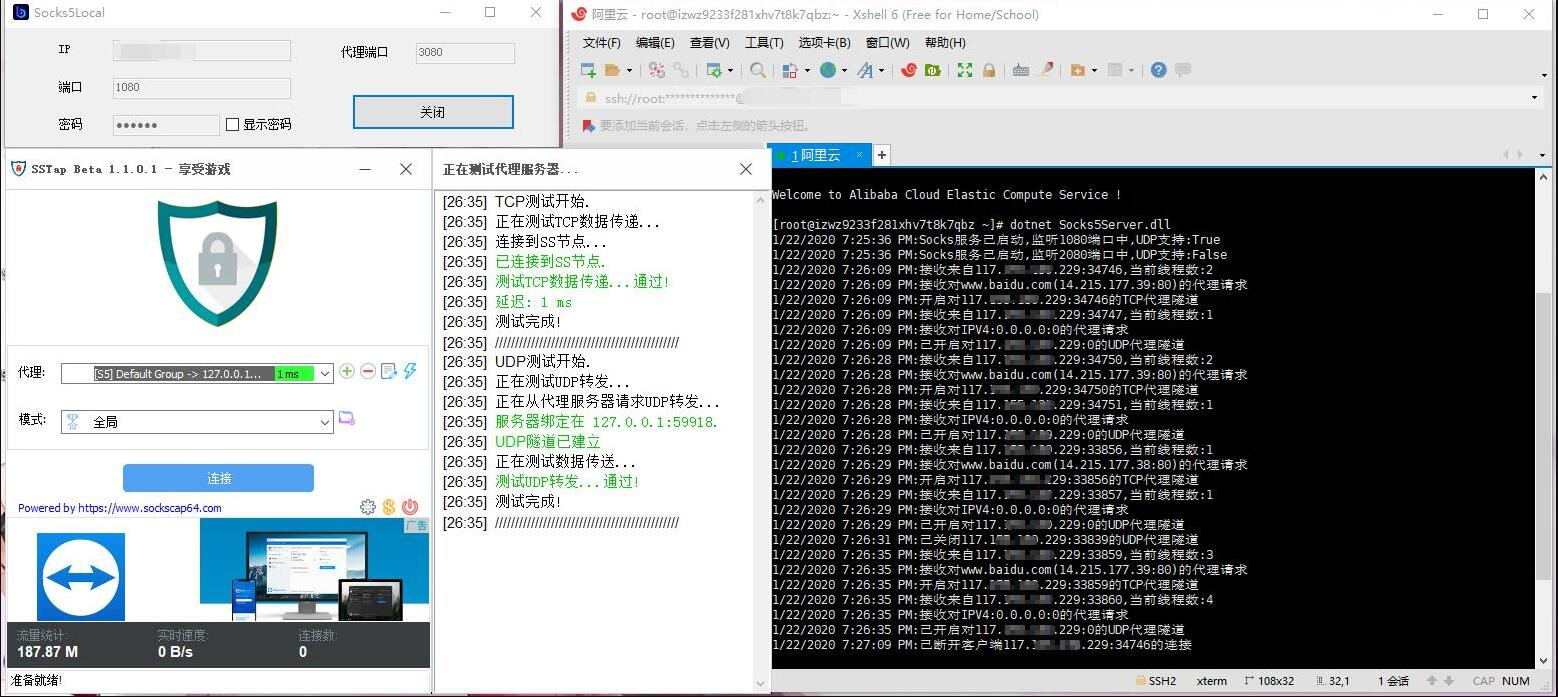 Socks5Local
IP
代理端口
3080
端口
1080
关闭
密码
●●●●●●
显示密码
阿里云 - root@izwz9233f281xhv7t8k7qbz:~ - Xshell 6 (Free for Home/School)
文件(F) 编辑(E) 查看(V) 工具(T) 选项卡(B) 窗口(W) 帮助(H)
ssh://root:**************@
要添加当前会话，点击左侧的箭头按钮。
1 阿里云
SSTap Beta 1.1.0.1 - 享受游戏
代理:
[S5] Default Group -> 127.0.0.1...
1 ms
模式:
全局
连接
Powered by https://www.sockscap64.com
广告
流量统计:
187.87 M
实时速度:
0 B/s
连接数:
0
准备就绪!
正在测试代理服务器...
[26:35] TCP测试开始.
[26:35] 正在测试TCP数据传递...
[26:35] 连接到SS节点...
[26:35] 已连接到SS节点.
[26:35] 测试TCP数据传递...通过!
[26:35] 延迟: 1 ms
[26:35] 测试完成!
[26:35] //////////////////////////////////////////////
[26:35] UDP测试开始.
[26:35] 正在测试UDP转发...
[26:35] 正在从代理服务器请求UDP转发...
[26:35] 服务器绑定在 127.0.0.1:59918.
[26:35] UDP隧道已建立
[26:35] 正在测试数据传送...
[26:35] 测试UDP转发...通过!
[26:35] 测试完成!
[26:35] //////////////////////////////////////////////
Welcome to Alibaba Cloud Elastic Compute Service !
[root@izwz9233f281xhv7t8k7qbz ~]# dotnet Socks5Server.dll
1/22/2020 7:25:36 PM:Socks服务已启动,监听1080端口中,UDP支持:True
1/22/2020 7:25:36 PM:Socks服务已启动,监听2080端口中,UDP支持:False
1/22/2020 7:26:09 PM:接收来自117. .229:34746,当前线程数:2
1/22/2020 7:26:09 PM:接收对www.baidu.com(14.215.177.39:80)的代理请求
1/22/2020 7:26:09 PM:开启对117. .229:34746的TCP代理隧道
1/22/2020 7:26:09 PM:接收来自117. .229:34747,当前线程数:1
1/22/2020 7:26:09 PM:接收对IPV4:0.0.0.0:0的代理请求
1/22/2020 7:26:09 PM:已开启对117. .229:0的UDP代理隧道
1/22/2020 7:26:28 PM:接收来自117. .229:34750,当前线程数:2
1/22/2020 7:26:28 PM:接收对www.baidu.com(14.215.177.39:80)的代理请求
1/22/2020 7:26:28 PM:开启对117. .229:34750的TCP代理隧道
1/22/2020 7:26:28 PM:接收来自117. .229:34751,当前线程数:1
1/22/2020 7:26:28 PM:接收对IPV4:0.0.0.0:0的代理请求
1/22/2020 7:26:28 PM:已开启对117. .229:0的UDP代理隧道
1/22/2020 7:26:29 PM:接收来自117. .229:33856,当前线程数:1
1/22/2020 7:26:29 PM:接收对www.baidu.com(14.215.177.38:80)的代理请求
1/22/2020 7:26:29 PM:开启对117. .229:33856的TCP代理隧道
1/22/2020 7:26:29 PM:接收来自117. .229:33857,当前线程数:1
1/22/2020 7:26:29 PM:接收对IPV4:0.0.0.0:0的代理请求
1/22/2020 7:26:29 PM:已开启对117. .229:0的UDP代理隧道
1/22/2020 7:26:31 PM:已关闭117. .229:33839的UDP代理隧道
1/22/2020 7:26:35 PM:接收来自117. .229:33859,当前线程数:3
1/22/2020 7:26:35 PM:接收对www.baidu.com(14.215.177.39:80)的代理请求
1/22/2020 7:26:35 PM:开启对117. .229:33859的TCP代理隧道
1/22/2020 7:26:35 PM:接收来自117. .229:33860,当前线程数:4
1/22/2020 7:26:35 PM:接收对IPV4:0.0.0.0:0的代理请求
1/22/2020 7:26:35 PM:已开启对117. .229:0的UDP代理隧道
1/22/2020 7:27:09 PM:已断开客户端117. .229:34746的连接
SSH2 xterm 108x32 32,1 1 会话 CAP NUM